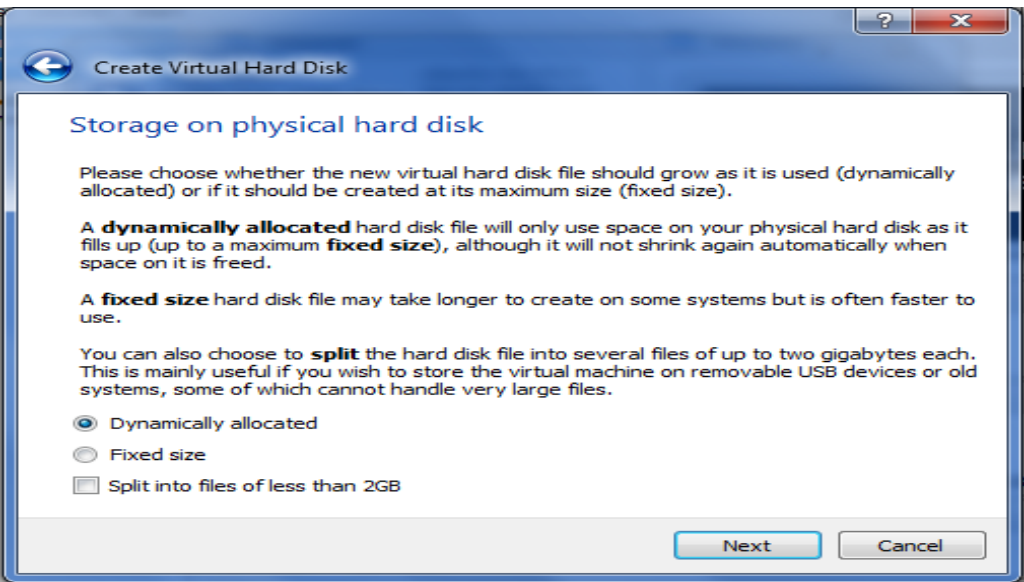 ?
Create Virtual Hard Disk
Storage on physical hard disk
Please choose whether the new virtual hard disk file should grow as it is used (dynamically
allocated) or if it should be created at its maximum size (fixed size).
A dynamically allocated hard disk file will only use space on your physical hard disk as it
fills up (up to a maximum fixed size), although it will not shrink again automatically when
space on it is freed.
A fixed size hard disk file may take longer to create on some systems but is often faster to
use.
You can also choose to split the hard disk file into several files of up to two gigabytes each.
This is mainly useful if you wish to store the virtual machine on removable USB devices or old
systems, some of which cannot handle very large files.
Dynamically allocated
Fixed size
Split into files of less than 2GB
Next Cancel